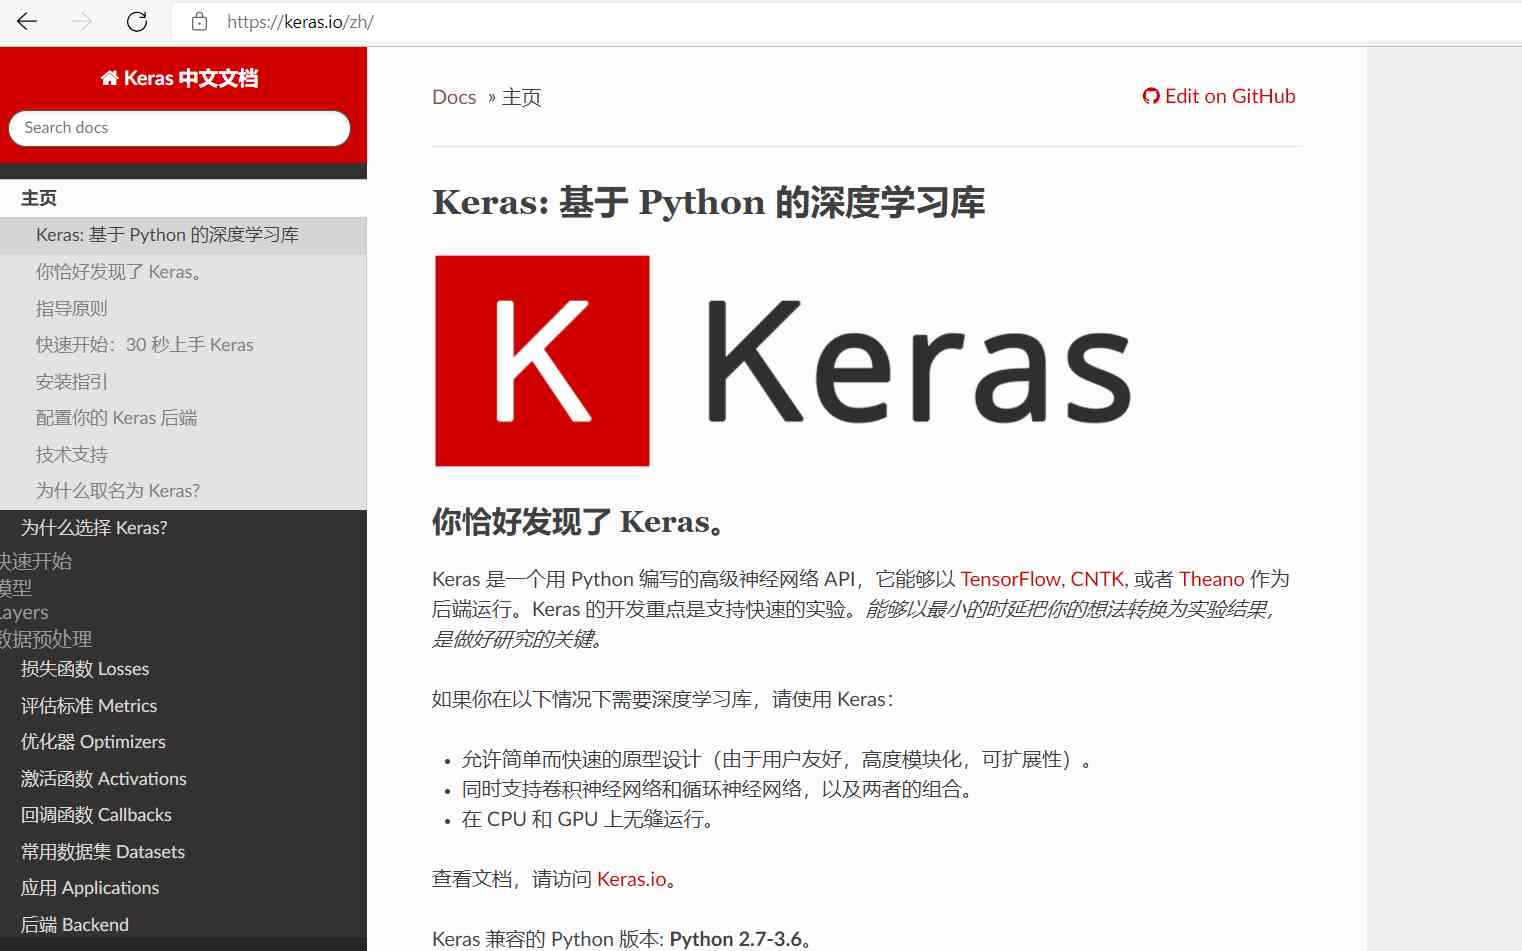 https://keras.io/zh/
Keras 中文文档
Search docs
主页
Keras: 基于 Python 的深度学习库
你恰好发现了 Keras。
指导原则
快速开始：30 秒上手 Keras
安装指引
配置你的 Keras 后端
技术支持
为什么取名为 Keras?
为什么选择 Keras?
快速开始
模型
Layers
数据预处理
损失函数 Losses
评估标准 Metrics
优化器 Optimizers
激活函数 Activations
回调函数 Callbacks
常用数据集 Datasets
应用 Applications
后端 Backend
Docs » 主页
Edit on GitHub
Keras: 基于 Python 的深度学习库
K Keras
你恰好发现了 Keras。
Keras 是一个用 Python 编写的高级神经网络 API，它能够以 TensorFlow, CNTK, 或者 Theano 作为
后端运行。Keras 的开发重点是支持快速的实验。能够以最小的时延把你的想法转换为实验结果，
是做好研究的关键。
如果你在以下情况下需要深度学习库，请使用 Keras：
• 允许简单而快速的原型设计（由于用户友好，高度模块化，可扩展性）。
• 同时支持卷积神经网络和循环神经网络，以及两者的组合。
• 在 CPU 和 GPU 上无缝运行。
查看文档，请访问 Keras.io。
Keras 兼容的 Python 版本: Python 2.7-3.6。